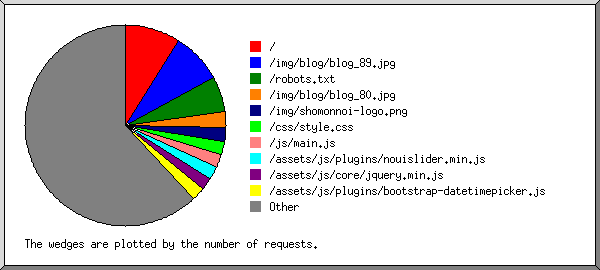 /
/img/blog/blog_89.jpg
/robots.txt
/img/blog/blog_80.jpg
/img/shomonnoi-logo.png
/css/style.css
/js/main.js
/assets/js/plugins/nouislider.min.js
/assets/js/core/jquery.min.js
/assets/js/plugins/bootstrap-datetimepicker.js
Other
The wedges are plotted by the number of requests.